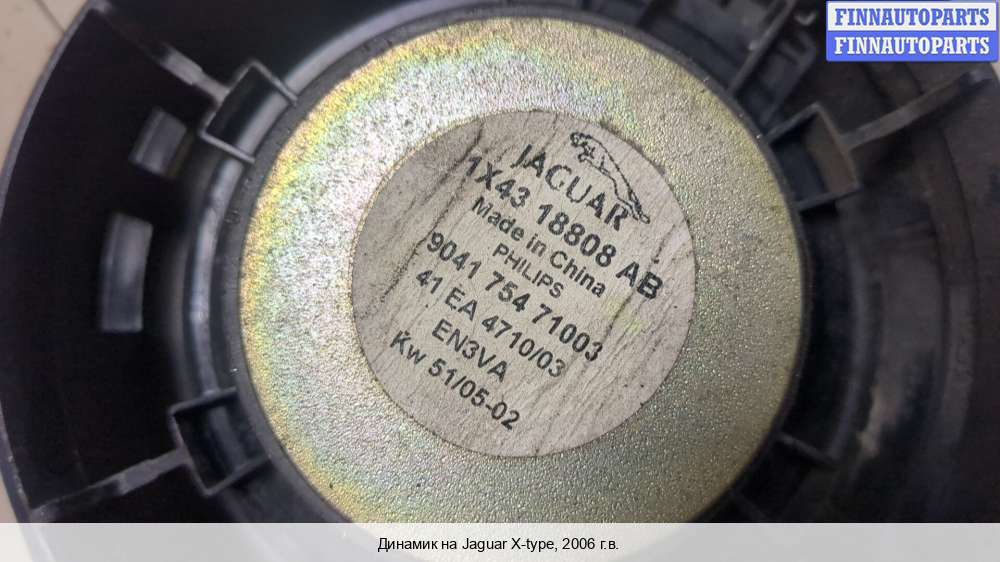 FINNAUTOPARTS
FINNAUTOPARTS
JAGUAR
1X43 18808 AB
Made in China
PHILIPS
9041 754 71003
41 EA 4710/03
EN3VA
Kw 51/05-02
Динамик на Jaguar X-type, 2006 г.в.